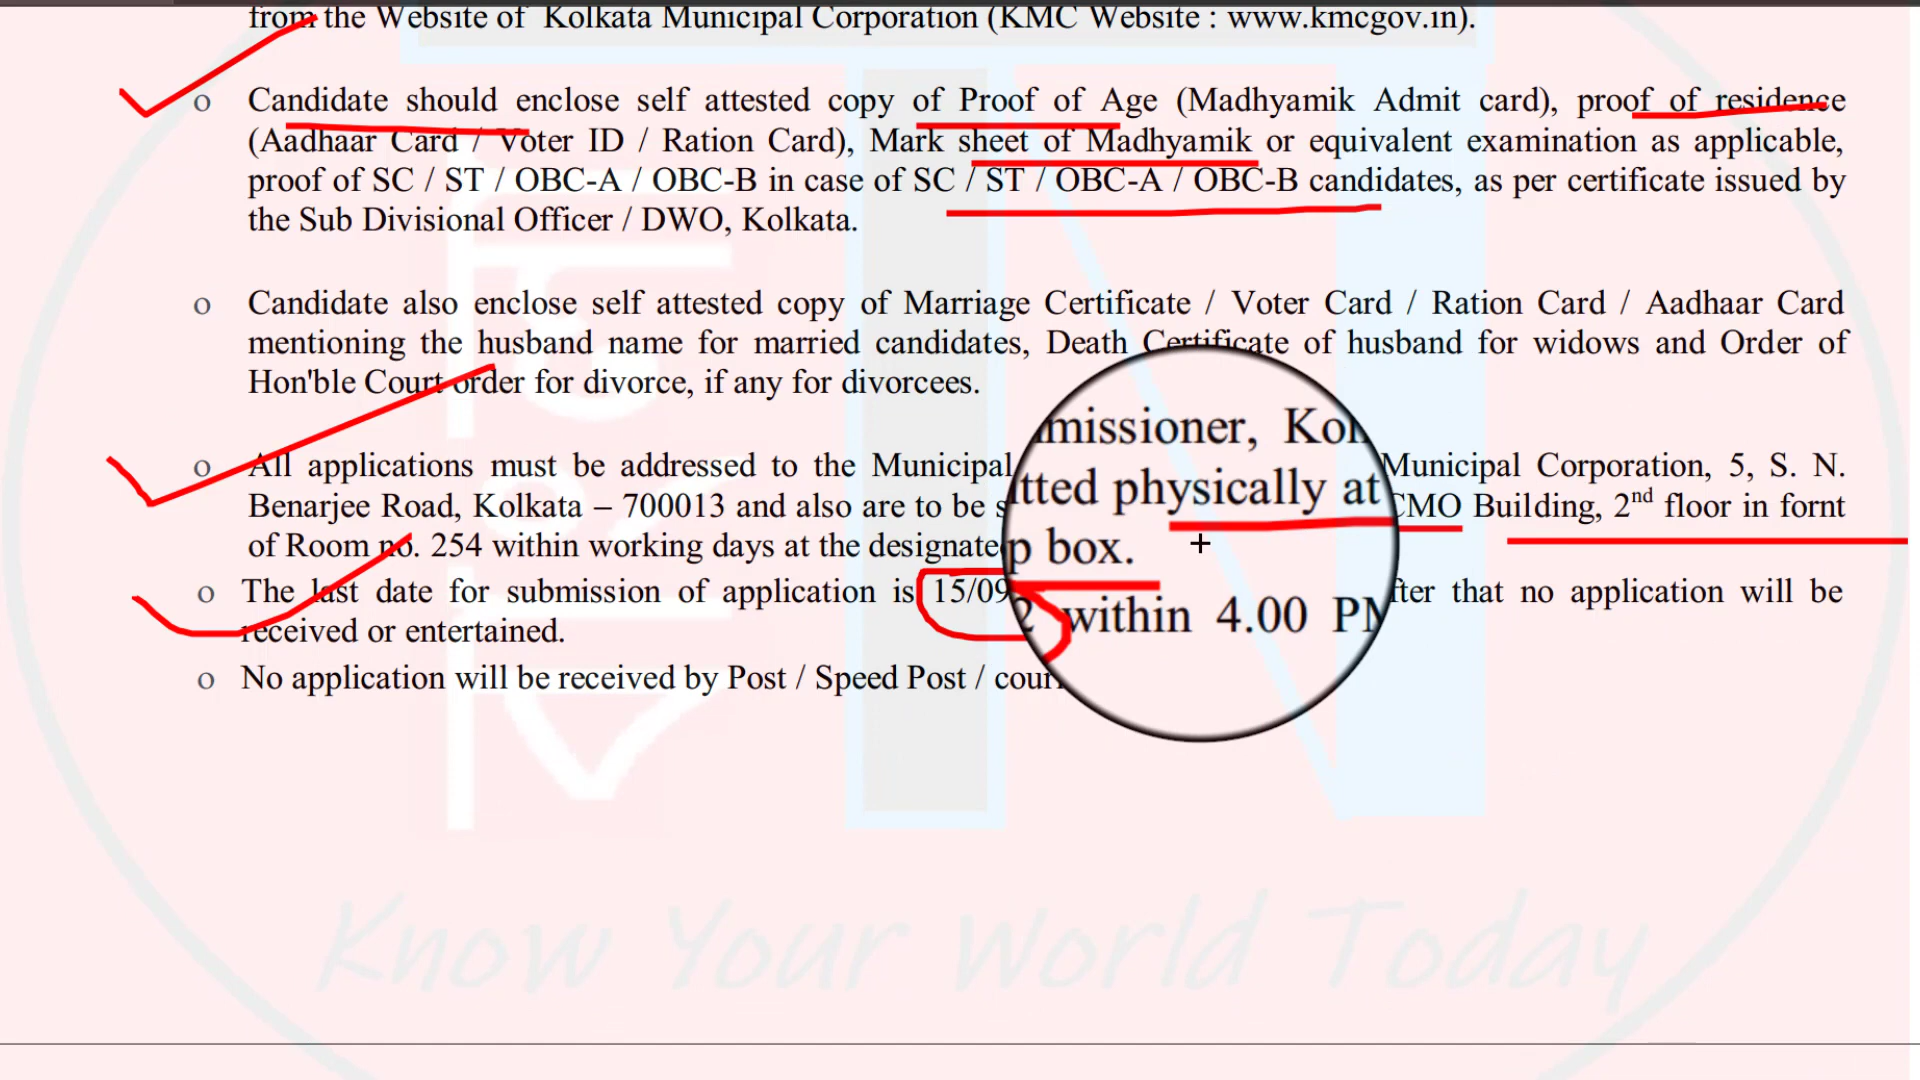 from the Website of Kolkata Municipal Corporation (KMC Website : www.kmcgov.in).
o Candidate should enclose self attested copy of Proof of Age (Madhyamik Admit card), proof of residence
(Aadhaar Card / Voter ID / Ration Card), Mark sheet of Madhyamik or equivalent examination as applicable,
proof of SC / ST / OBC-A / OBC-B in case of SC / ST / OBC-A / OBC-B candidates, as per certificate issued by
the Sub Divisional Officer / DWO, Kolkata.
o Candidate also enclose self attested copy of Marriage Certificate / Voter Card / Ration Card / Aadhaar Card
mentioning the husband name for married candidates, Death Certificate of husband for widows and Order of
Hon'ble Court order for divorce, if any for divorcees.
o All applications must be addressed to the Municipal missioner, Kol Municipal Corporation, 5, S. N.
Benarjee Road, Kolkata – 700013 and also are to be s itted physically at CMO Building, 2nd floor in fornt
of Room no. 254 within working days at the designate p box.
o The last date for submission of application is 15/09 2 within 4.00 PM fter that no application will be
received or entertained.
o No application will be received by Post / Speed Post / cour
Know Your World Today